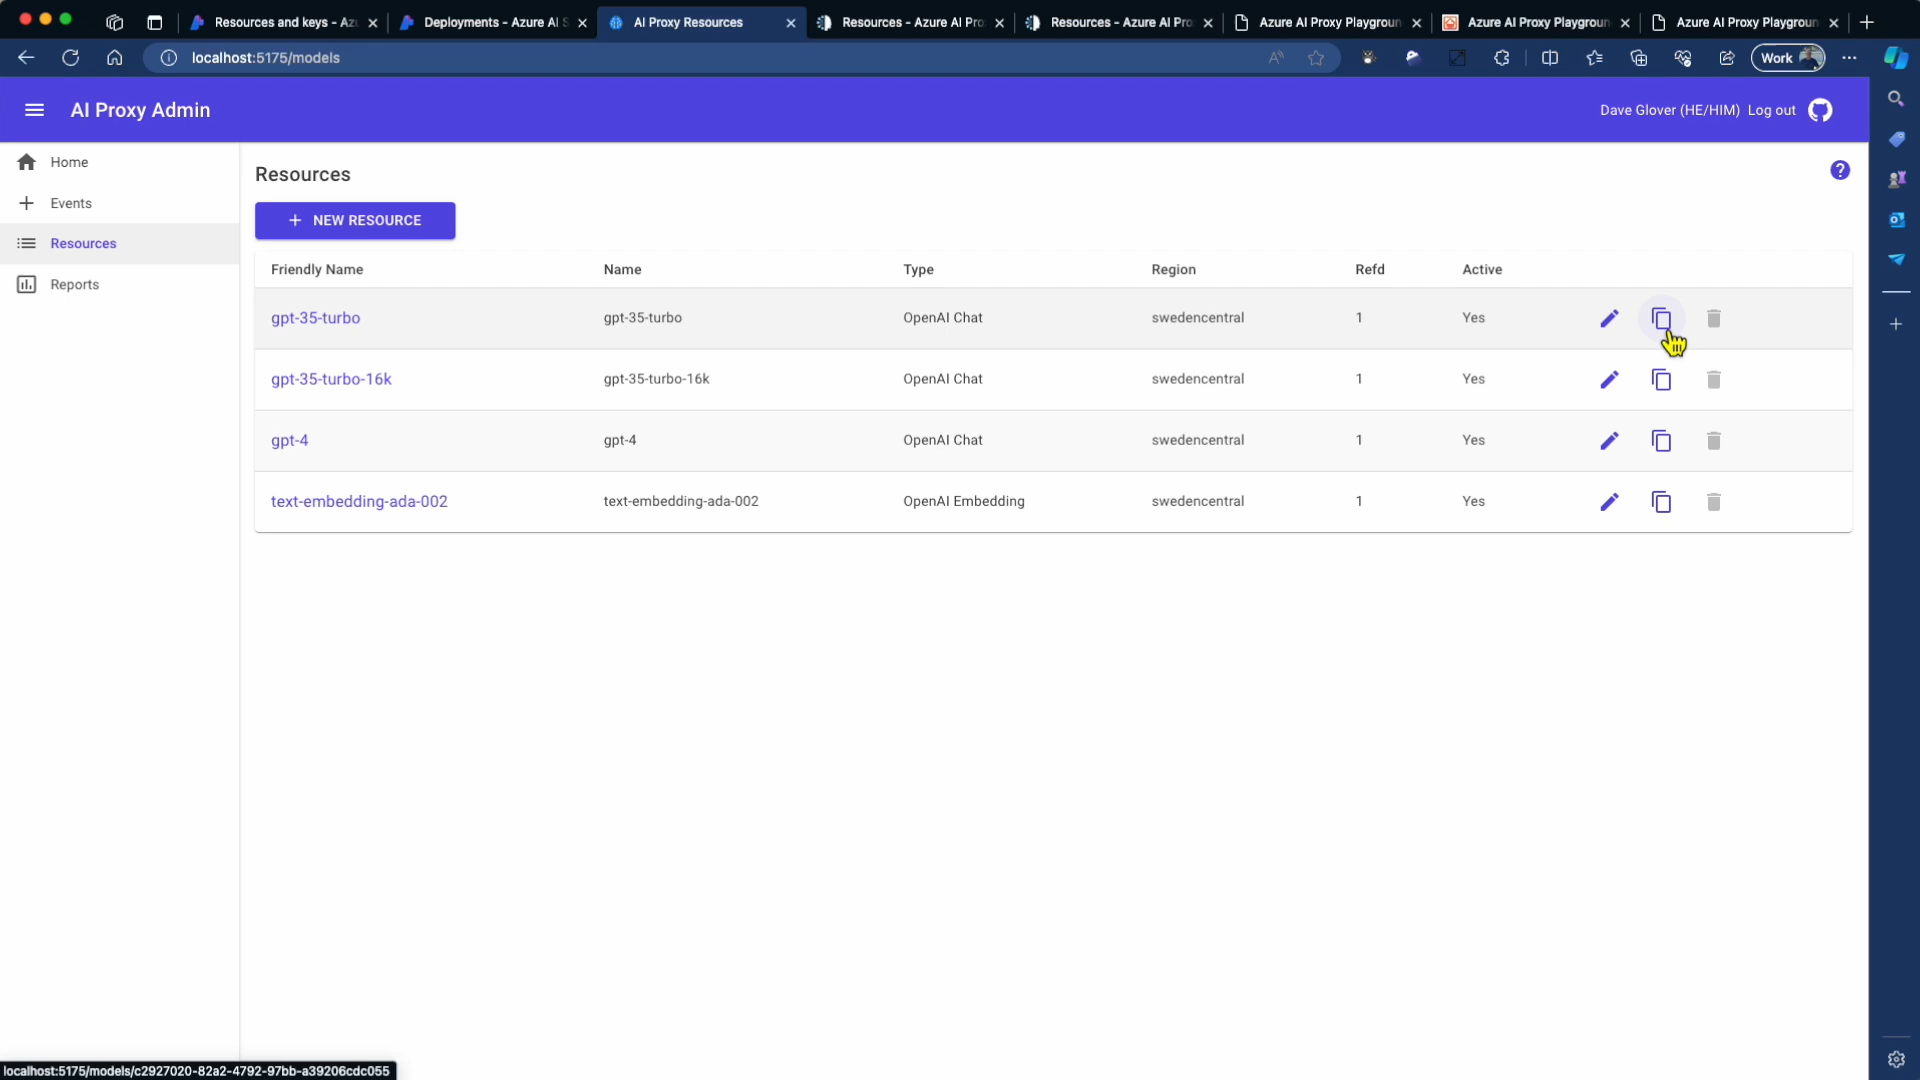 Resources and keys - Az
Deployments - Azure AI S
AI Proxy Resources
Resources - Azure AI Pro
Resources - Azure AI Pro
Azure AI Proxy Playgroun
Azure AI Proxy Playgroun
Azure AI Proxy Playgroun
localhost:5175/models
Work
AI Proxy Admin
Dave Glover (HE/HIM) Log out
Home
Events
Resources
Reports
Resources
NEW RESOURCE
Friendly Name Name Type Region Refd Active
gpt-35-turbo gpt-35-turbo OpenAI Chat swedencentral 1 Yes
gpt-35-turbo-16k gpt-35-turbo-16k OpenAI Chat swedencentral 1 Yes
gpt-4 gpt-4 OpenAI Chat swedencentral 1 Yes
text-embedding-ada-002 text-embedding-ada-002 OpenAI Embedding swedencentral 1 Yes
localhost:5175/models/c2927020-82a2-4792-97bb-a39206cdc055